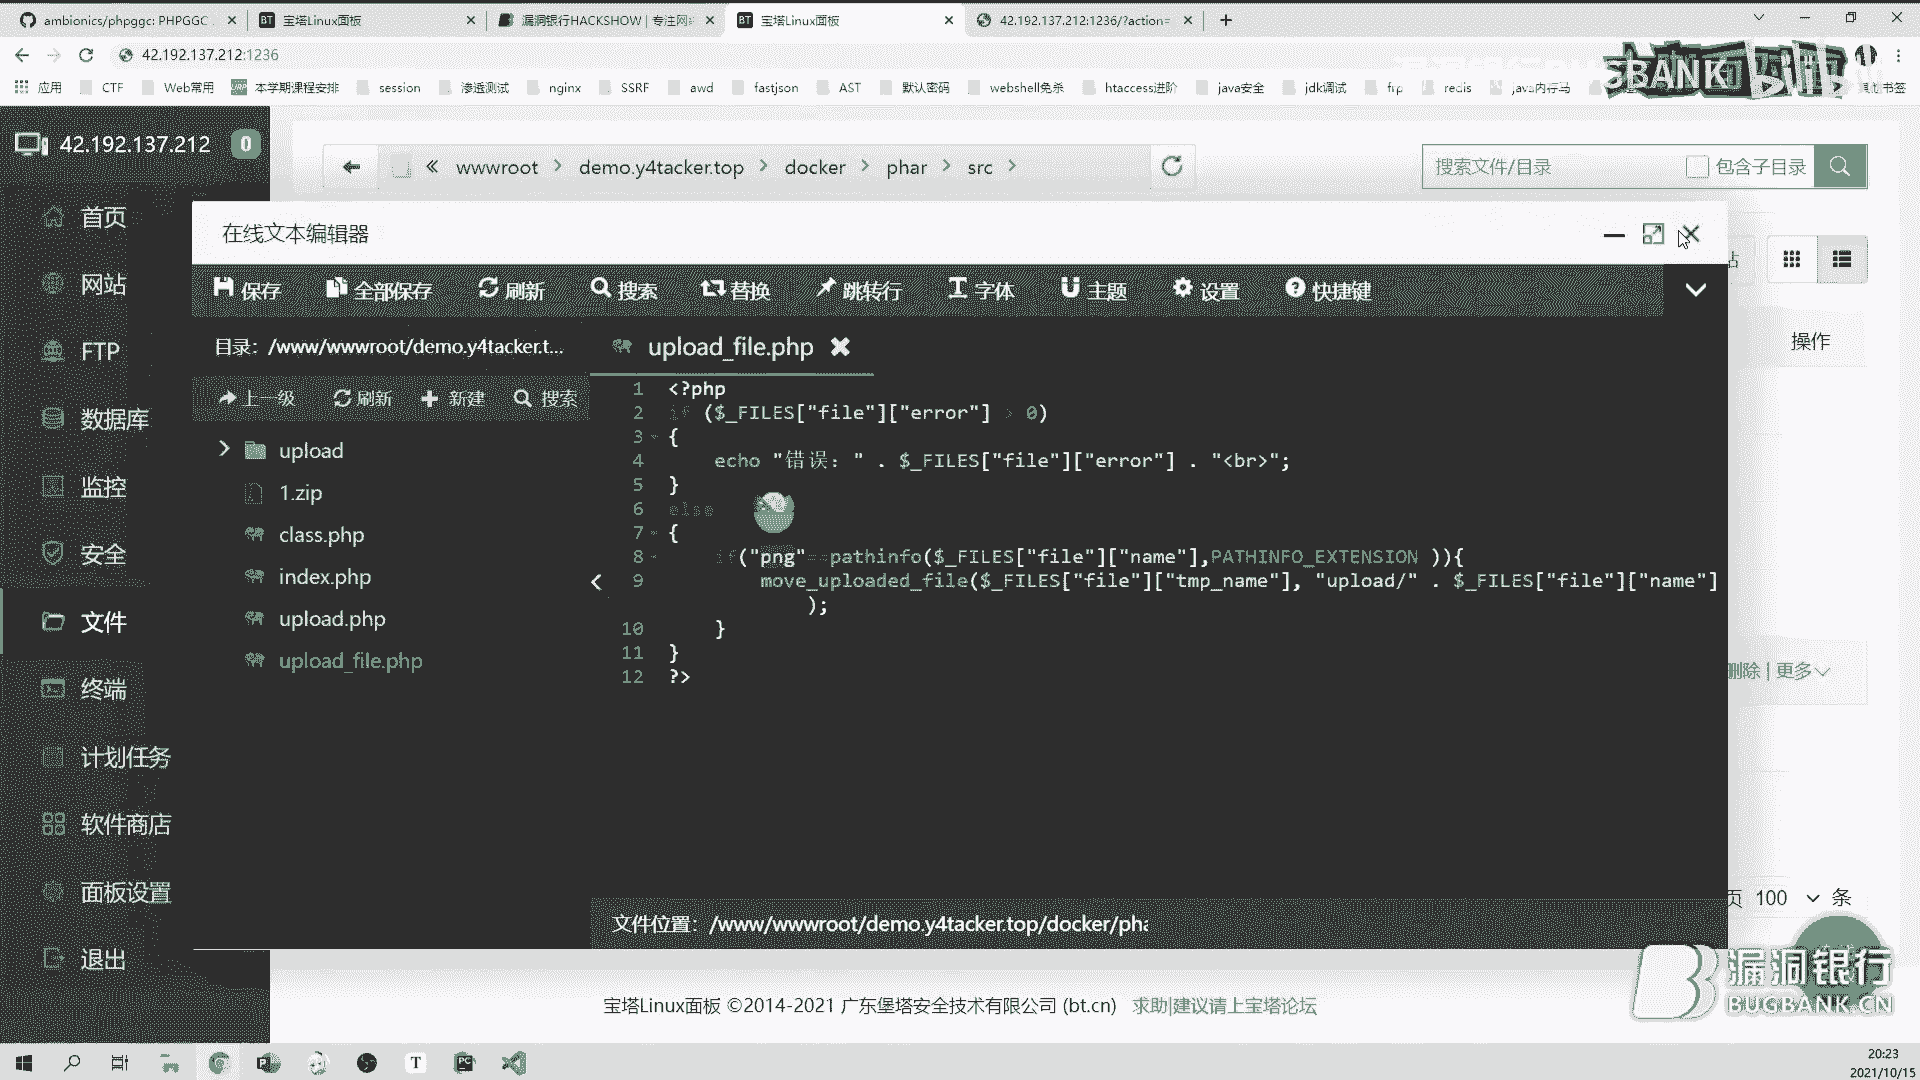 ambionics/phpggc: PHPGGC
宝塔Linux面板
漏洞银行HACKSHOW | 专注网
宝塔Linux面板
42.192.137.212:1236/?action=
42.192.137.212:1236
应用 CTF Web常用 本学期课程安排 session 渗透测试 nginx SSRF awd fastjson AST 默认密码 webshell免杀 htaccess进阶 java安全 jdk调试 frp redis java内存马
SBANK bili
42.192.137.212 0
wwwroot > demo.y4tacker.top > docker > phar > src >
搜索文件/目录 包含子目录
首页
网站
FTP
数据库
监控
安全
文件
终端
计划任务
软件商店
面板设置
退出
在线文本编辑器
保存 全部保存 刷新 搜索 替换 跳转行 字体 主题 设置 快捷键
目录: /www/wwwroot/demo.y4tacker.t...
upload_file.php
上一级 刷新 新建 搜索
upload
1.zip
class.php
index.php
upload.php
upload_file.php
1 <?php
2 if ($_FILES["file"]["error"] > 0)
3 {
4 echo "错误: " . $_FILES["file"]["error"] . "<br>";
5 }
6 else
7 {
8 if("png" == pathinfo($_FILES["file"]["name"],PATHINFO_EXTENSION )){
9 move_uploaded_file($_FILES["file"]["tmp_name"], "upload/" . $_FILES["file"]["name"]
);
10 }
11 }
12 ?>
文件位置: /www/wwwroot/demo.y4tacker.top/docker/pha
操作
删除 | 更多
页 100 条
宝塔Linux面板 ©2014-2021 广东堡塔安全技术有限公司 (bt.cn) 求助|建议请上宝塔论坛
漏洞银行
BUGBANK.CN
20:23
2021/10/15